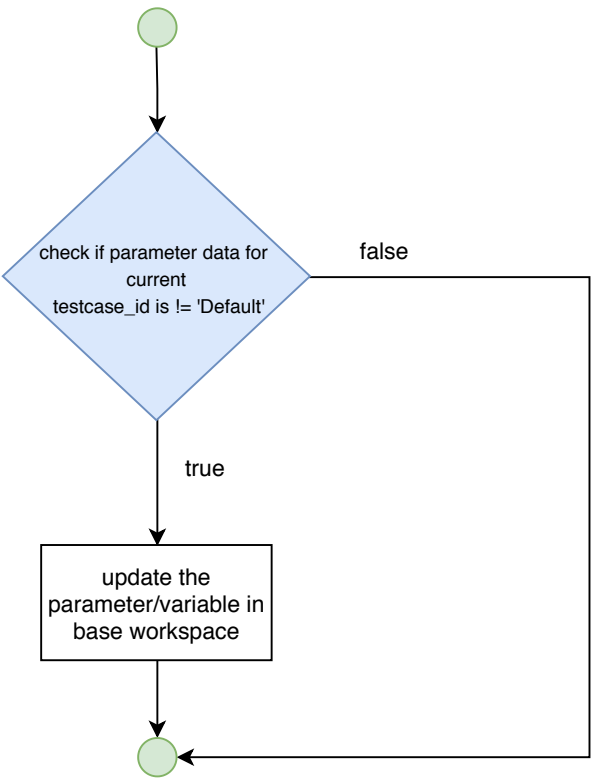 check if parameter data for
current
testcase_id is != 'Default'
false
true
update the
parameter/variable in
base workspace